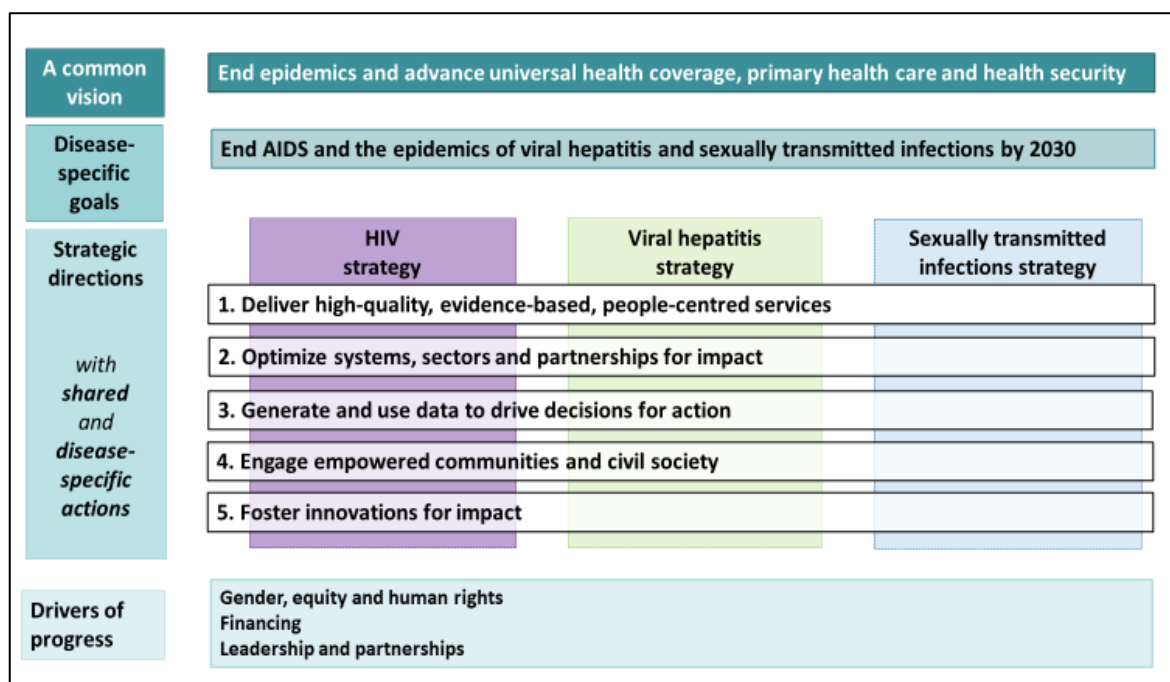 A common
vision
End epidemics and advance universal health coverage, primary health care and health security
Disease-
specific
goals
End AIDS and the epidemics of viral hepatitis and sexually transmitted infections by 2030
Strategic
directions
with
shared
and
disease-
specific
actions
HIV
strategy
Viral hepatitis
strategy
Sexually transmitted
infections strategy
1. Deliver high-quality, evidence-based, people-centred services
2. Optimize systems, sectors and partnerships for impact
3. Generate and use data to drive decisions for action
4. Engage empowered communities and civil society
5. Foster innovations for impact
Drivers of
progress
Gender, equity and human rights
Financing
Leadership and partnerships